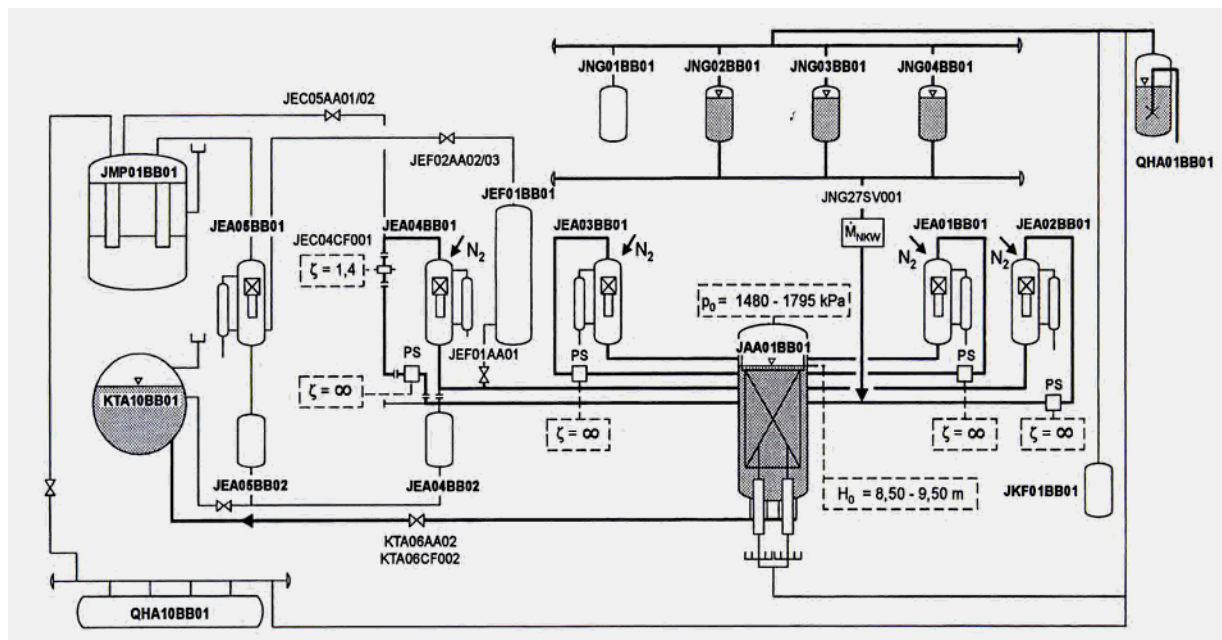 JNG01BB01
JNG02BB01
JNG03BB01
JNG04BB01
QHA01BB01
JEC05AA01/02
JEF02AA02/03
JMP01BB01
JEF01BB01
JEA05BB01
JEA04BB01
JEA03BB01
JNG27SV001
JEA01BB01
JEA02BB01
JEC04CF001
N2
N2
ṀNKW
N2
N2
ζ = 1,4
p0 = 1480 - 1795 kPa
JAA01BB01
PS
JEF01AA01
PS
PS
PS
KTA10BB01
ζ = ∞
ζ = ∞
ζ = ∞
ζ = ∞
JEA05BB02
JEA04BB02
H0 = 8,50 - 9,50 m
JKF01BB01
KTA06AA02
KTA06CF002
QHA10BB01